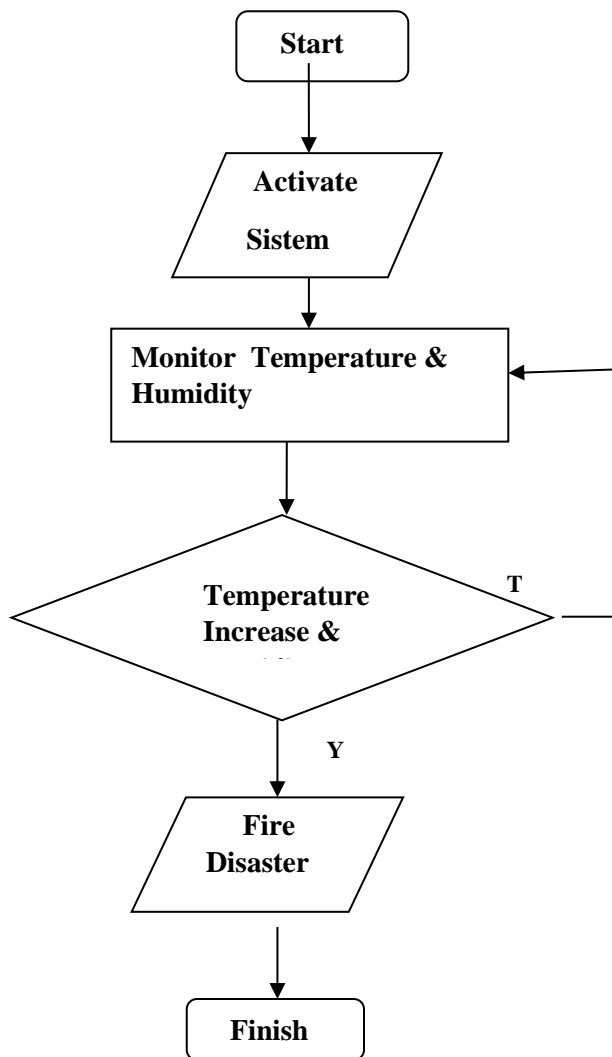 Start
Activate
Sistem
Monitor Temperature &
Humidity
Temperature
Increase &
T
Y
Fire
Disaster
Finish